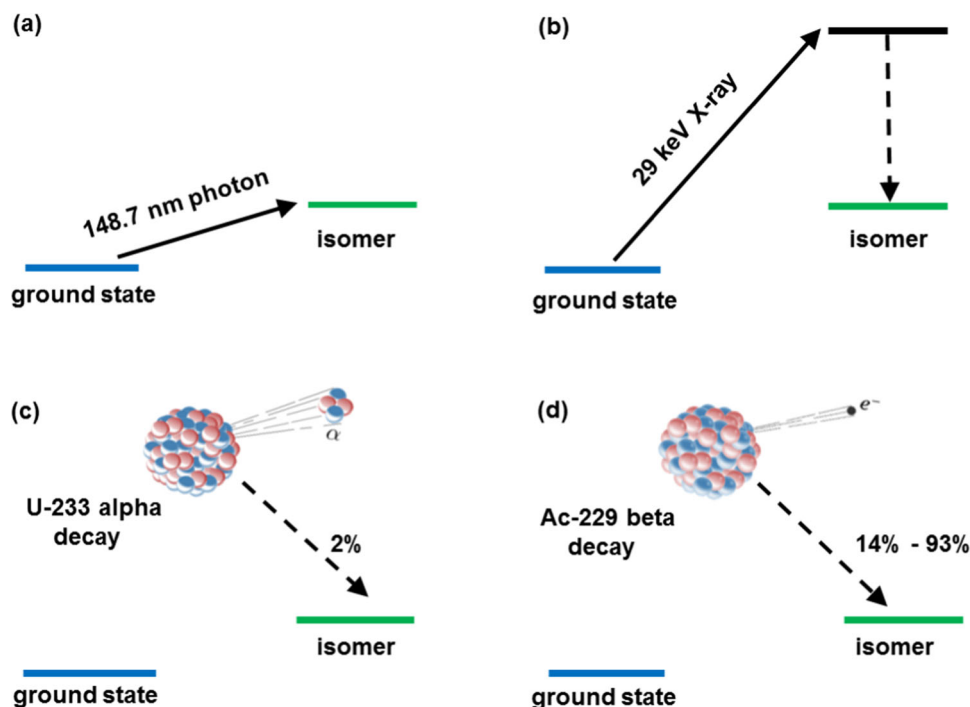 (a)
148.7 nm photon
isomer
ground state
(b)
29 keV X-ray
isomer
ground state
(c)
α
U-233 alpha
decay
2%
isomer
ground state
(d)
e⁻
Ac-229 beta
decay
14% - 93%
isomer
ground state